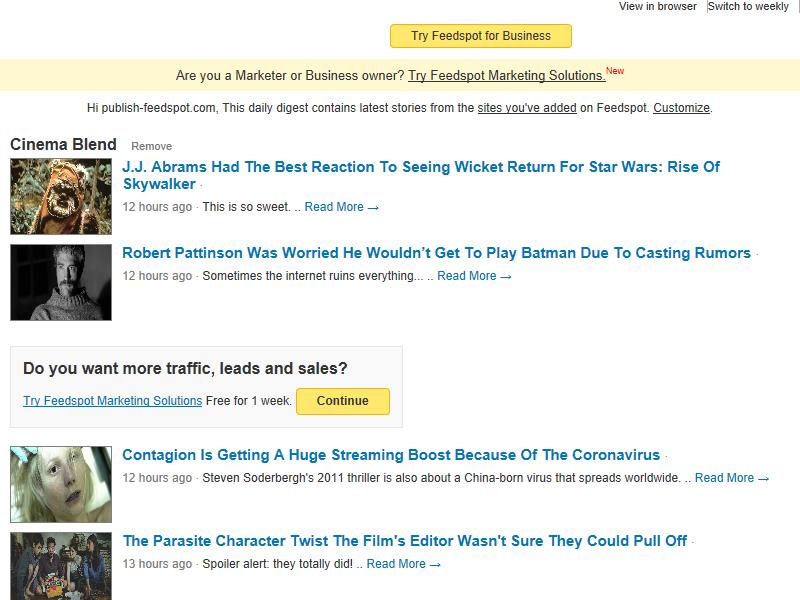 View in browser | Switch to weekly
Try Feedspot for Business
Are you a Marketer or Business owner? Try Feedspot Marketing Solutions.New
Hi publish-feedspot.com, This daily digest contains latest stories from the sites you've added on Feedspot. Customize.
Cinema Blend Remove
J.J. Abrams Had The Best Reaction To Seeing Wicket Return For Star Wars: Rise Of
Skywalker ·
12 hours ago · This is so sweet. .. Read More →
Robert Pattinson Was Worried He Wouldn’t Get To Play Batman Due To Casting Rumors ·
12 hours ago · Sometimes the internet ruins everything... .. Read More →
Do you want more traffic, leads and sales?
Try Feedspot Marketing Solutions Free for 1 week. Continue
Contagion Is Getting A Huge Streaming Boost Because Of The Coronavirus ·
12 hours ago · Steven Soderbergh's 2011 thriller is also about a China-born virus that spreads worldwide. .. Read More →
The Parasite Character Twist The Film's Editor Wasn't Sure They Could Pull Off ·
13 hours ago · Spoiler alert: they totally did! .. Read More →